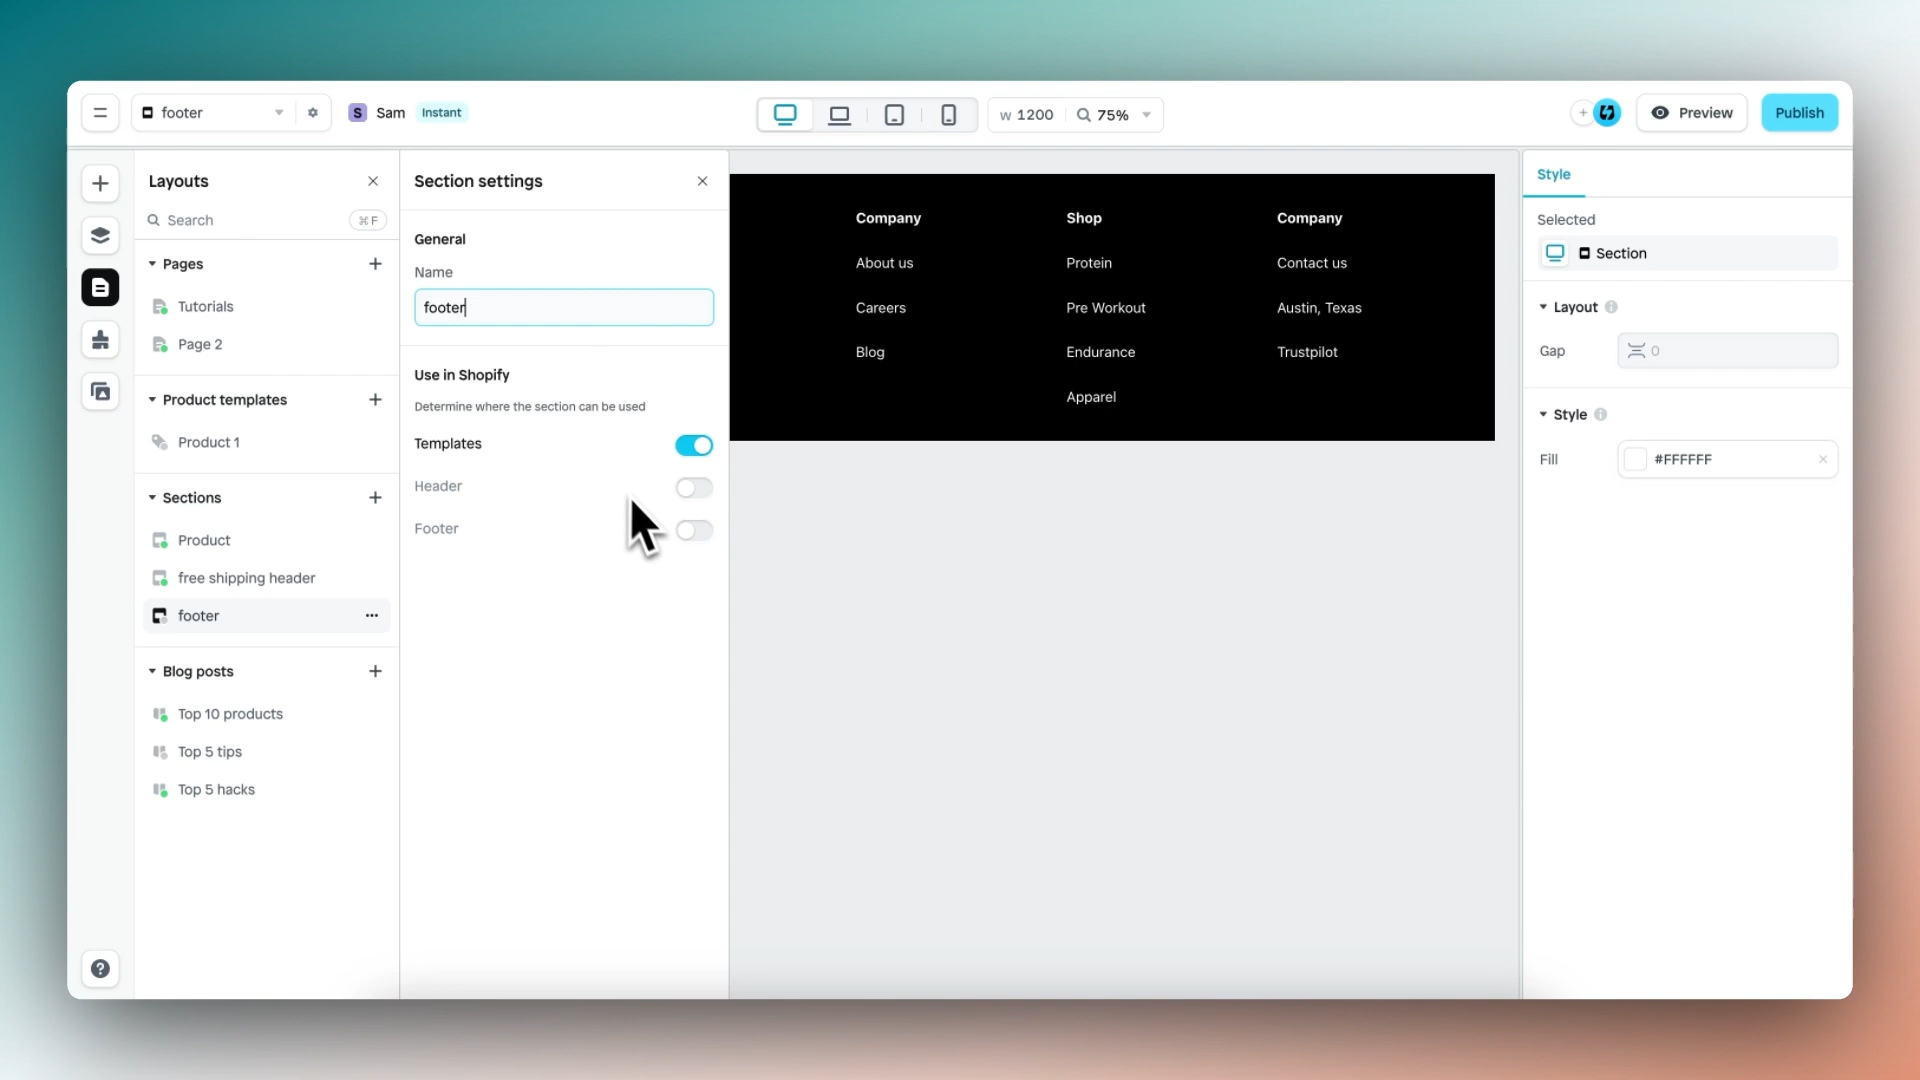 footer
S
Sam
Instant
W 1200
75%
Preview
Publish
Layouts
Search
⌘ F
Pages
Tutorials
Page 2
Product templates
Product 1
Sections
Product
free shipping header
footer
Blog posts
Top 10 products
Top 5 tips
Top 5 hacks
Section settings
General
Name
footer
Use in Shopify
Determine where the section can be used
Templates
Header
Footer
Company
About us
Careers
Blog
Shop
Protein
Pre Workout
Endurance
Apparel
Company
Contact us
Austin, Texas
Trustpilot
Style
Selected
Section
Layout
Gap
0
Style
Fill
#FFFFFF